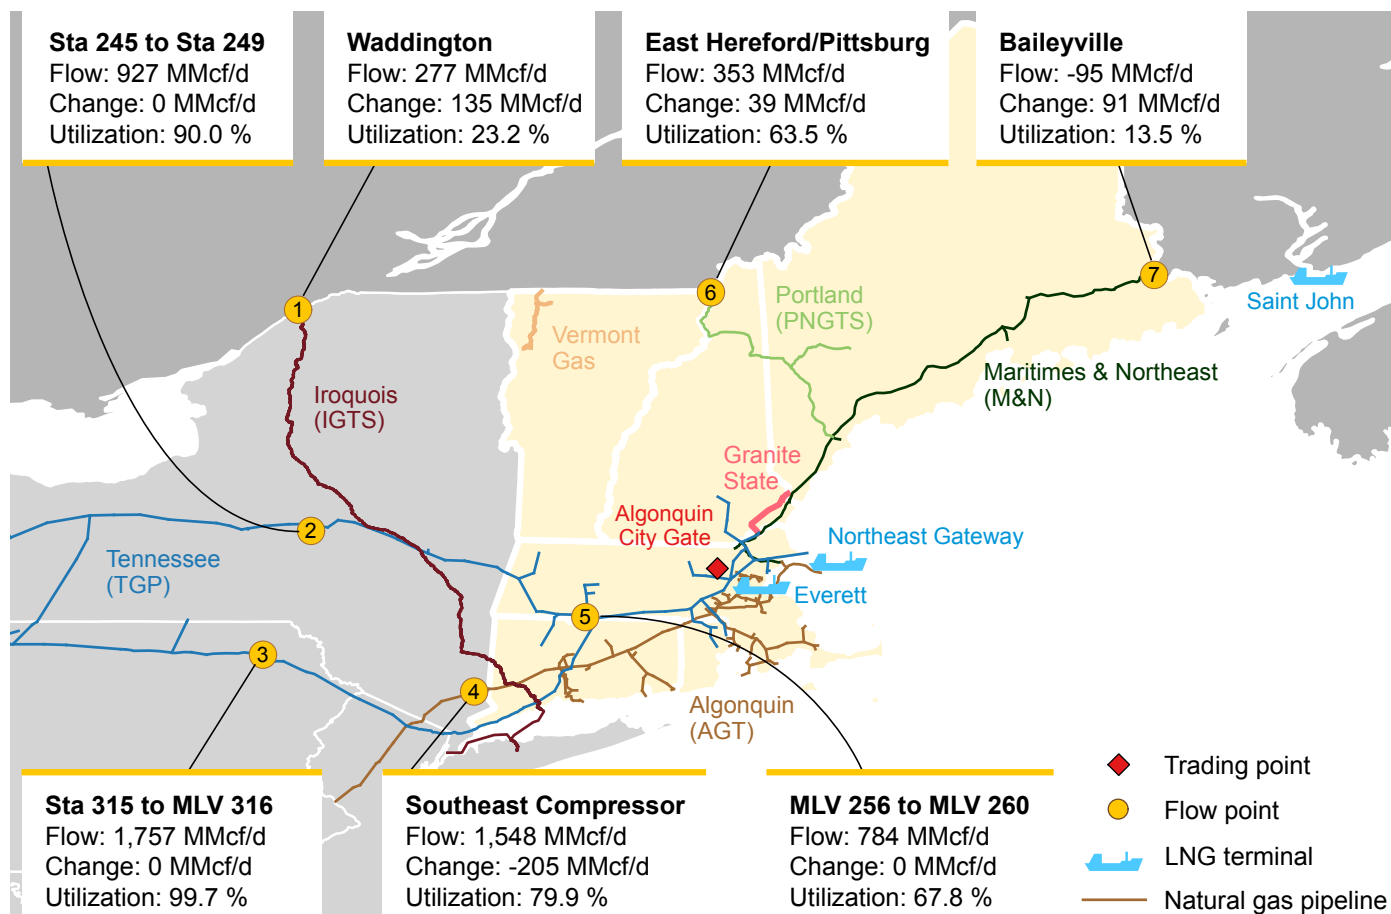 Sta 245 to Sta 249
Flow: 927 MMcf/d
Change: 0 MMcf/d
Utilization: 90.0 %
Waddington
Flow: 277 MMcf/d
Change: 135 MMcf/d
Utilization: 23.2 %
East Hereford/Pittsburg
Flow: 353 MMcf/d
Change: 39 MMcf/d
Utilization: 63.5 %
Baileyville
Flow: -95 MMcf/d
Change: 91 MMcf/d
Utilization: 13.5 %
1
6
7
Saint John
Portland
(PNGTS)
Vermont
Gas
Maritimes & Northeast
(M&N)
Iroquois
(IGTS)
Granite
State
Algonquin
City Gate
2
Northeast Gateway
Tennessee
(TGP)
Everett
5
3
4
Algonquin
(AGT)
Sta 315 to MLV 316
Flow: 1,757 MMcf/d
Change: 0 MMcf/d
Utilization: 99.7 %
Southeast Compressor
Flow: 1,548 MMcf/d
Change: -205 MMcf/d
Utilization: 79.9 %
MLV 256 to MLV 260
Flow: 784 MMcf/d
Change: 0 MMcf/d
Utilization: 67.8 %
Trading point
Flow point
LNG terminal
Natural gas pipeline